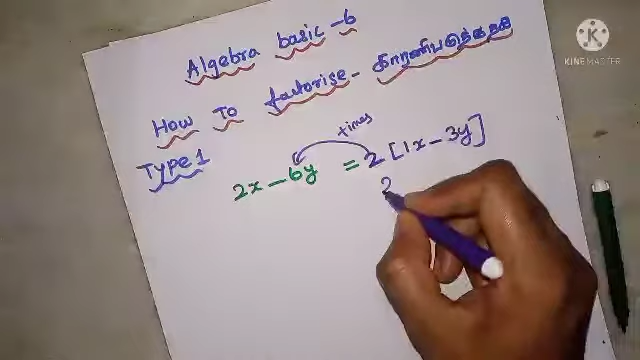 Algebra basic -6
How To factorise - காரணிபடுத்துதல்
Type 1
times
2x - 6y = 2 [1x - 3y]
2
KINEMASTER